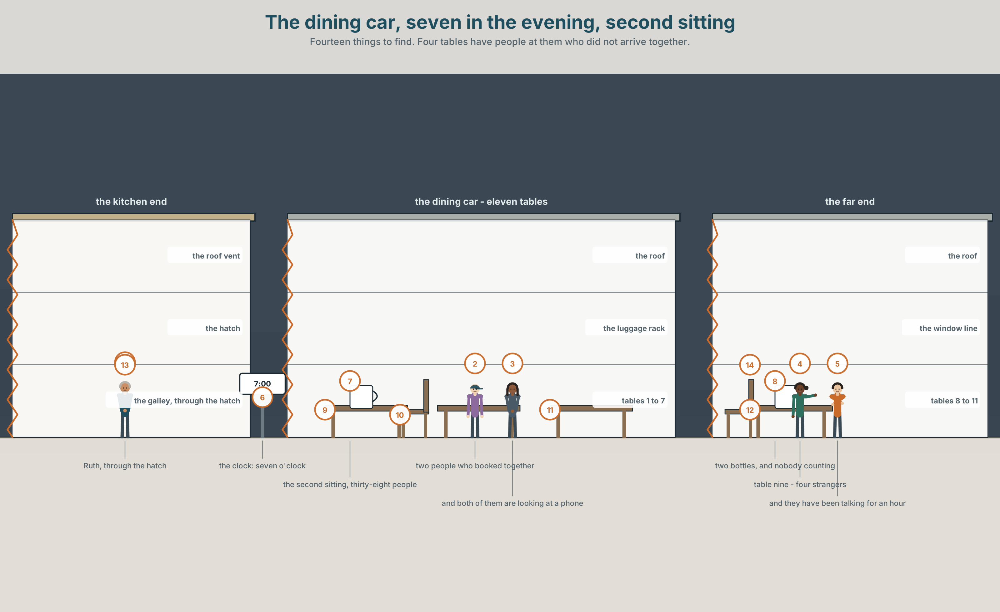 The dining car, seven in the evening, second sitting
Fourteen things to find. Four tables have people at them who did not arrive together.
the kitchen end
the dining car - eleven tables
the far end
the roof vent
the roof
the roof
the hatch
the luggage rack
the window line
13
2
3
14
4
5
7:00
7
8
6
the galley, through the hatch
tables 1 to 7
tables 8 to 11
9
10
11
12
Ruth, through the hatch
the clock: seven o'clock
two people who booked together
two bottles, and nobody counting
the second sitting, thirty-eight people
table nine - four strangers
and both of them are looking at a phone
and they have been talking for an hour